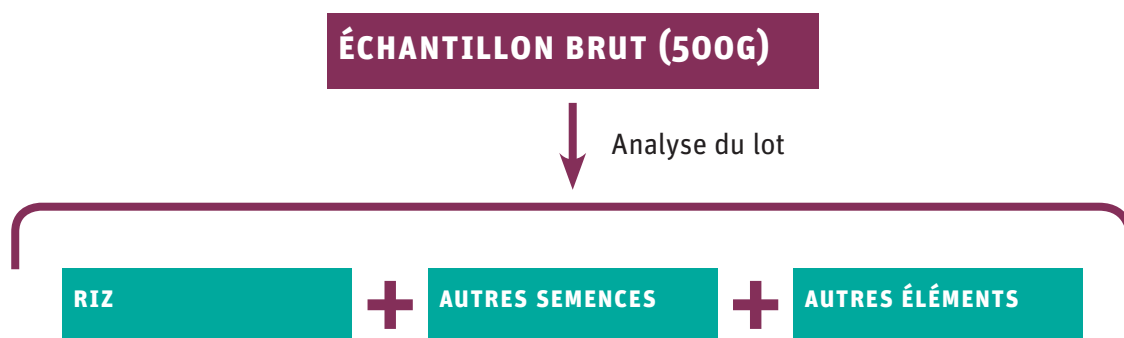 ÉCHANTILLON BRUT (500G)
Analyse du lot
RIZ
AUTRES SEMENCES
AUTRES ÉLÉMENTS